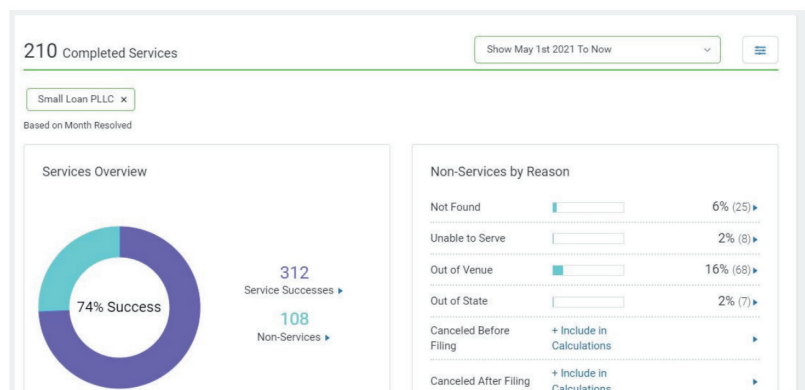 210 Completed Services
Show May 1st 2021 To Now
Small Loan PLLC ×
Based on Month Resolved
Services Overview
74% Success
312
Service Successes
108
Non-Services
Non-Services by Reason
Not Found 6% (25)
Unable to Serve 2% (8)
Out of Venue 16% (68)
Out of State 2% (7)
Canceled Before
Filing
+ Include in
Calculations
Canceled After Filing
+ Include in
Calculations